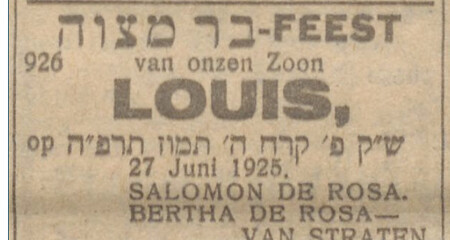 בר מצוה-FEEST
926 van onzen Zoon
LOUIS,
op ש״ק פ׳ קרח ה׳ תמוז תרפ״ה
27 Juni 1925.
SALOMON DE ROSA.
BERTHA DE ROSA—
VAN STRATEN